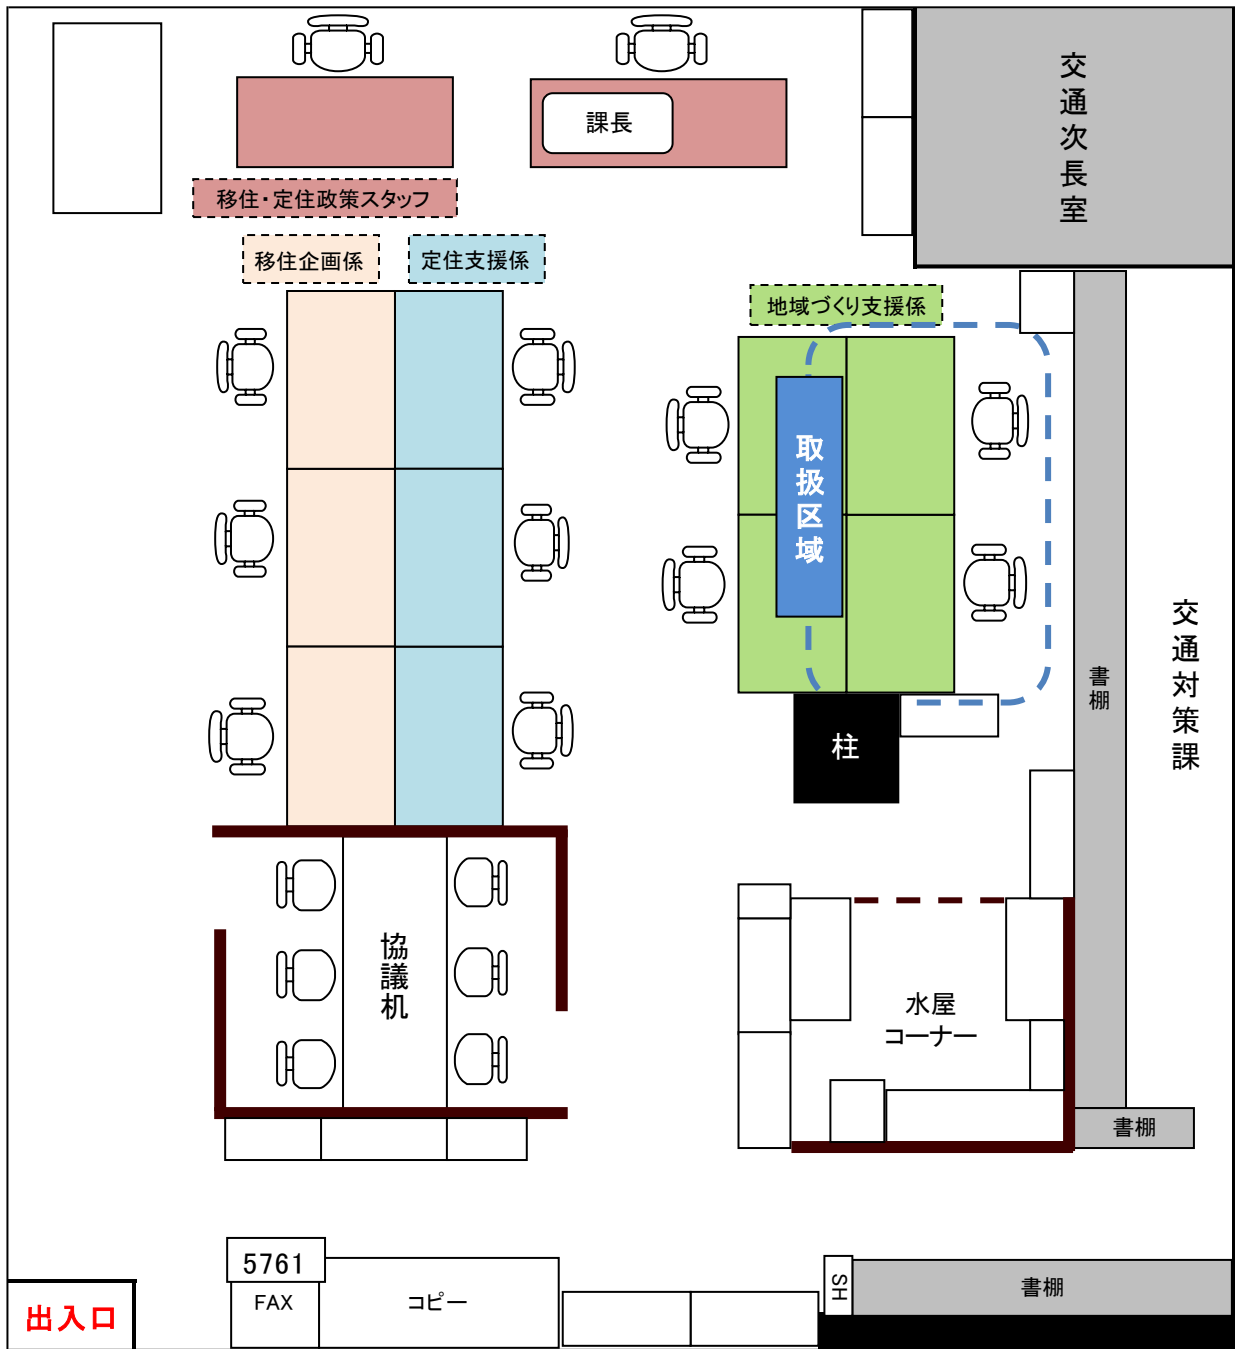 課長
交通次長室
移住・定住政策スタッフ
移住企画係
定住支援係
地域づくり支援係
取扱区域
柱
書棚
交通対策課
協議机
水屋
コーナー
書棚
5761
FAX
コピー
SH
書棚
出入口